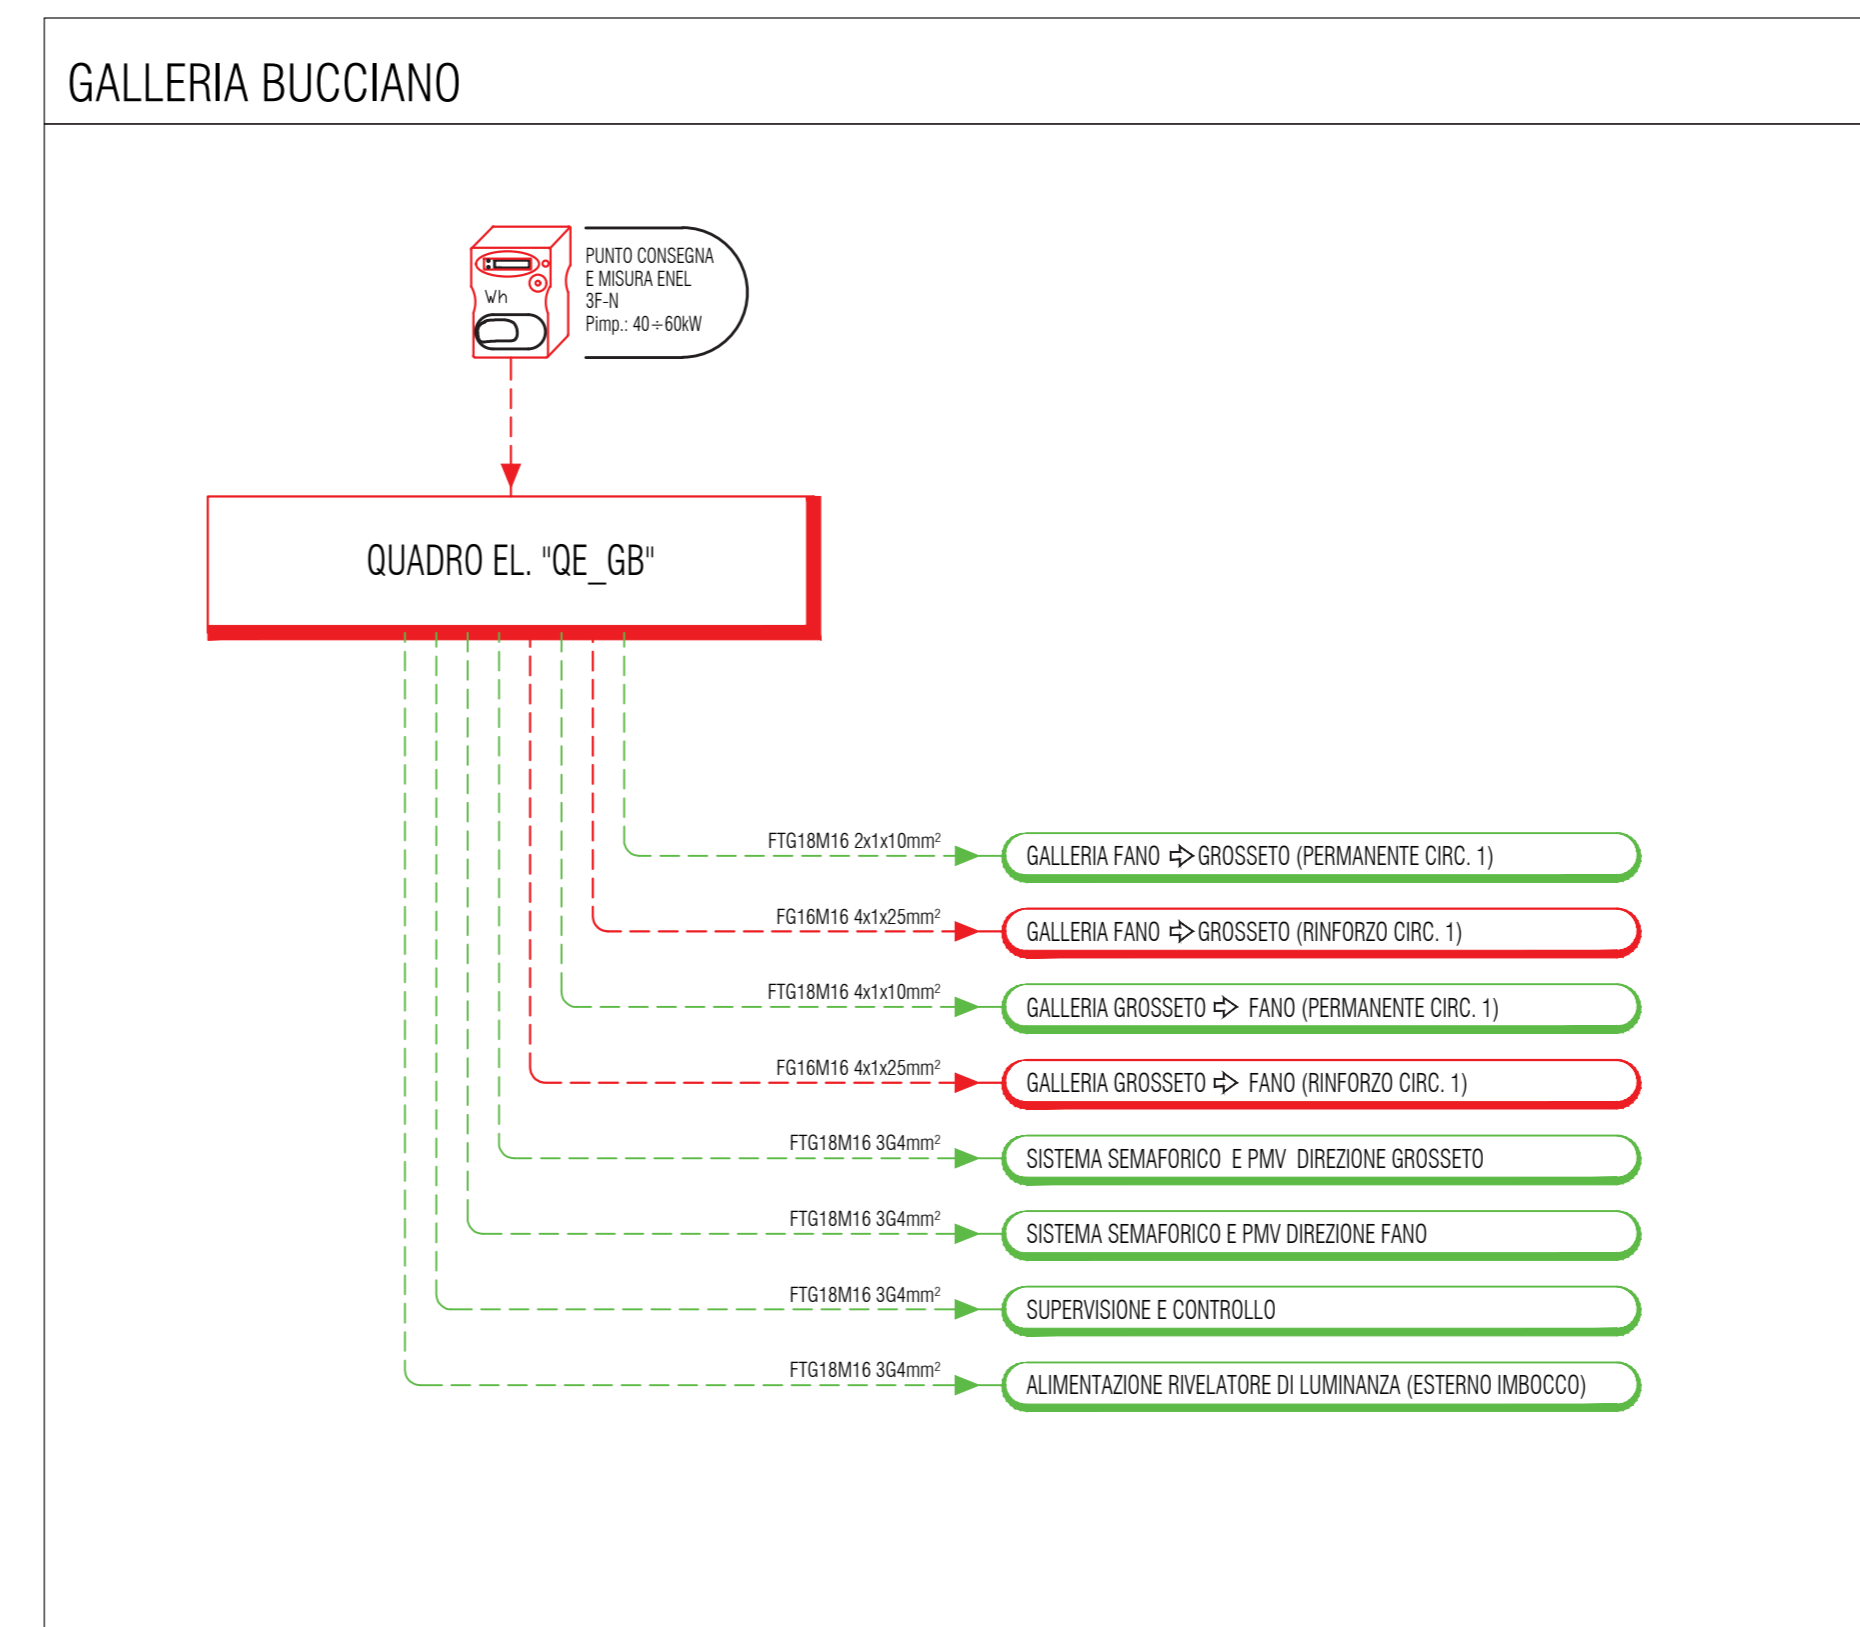 GALLERIA BUCCIANO
PUNTO CONSEGNA
E MISURA ENEL
3F-N
Pimp.: 40÷60kW
Wh
QUADRO EL. "QE_GB"
FTG18M16 2x1x10mm²
GALLERIA FANO ⇨ GROSSETO (PERMANENTE CIRC. 1)
FG16M16 4x1x25mm²
GALLERIA FANO ⇨ GROSSETO (RINFORZO CIRC. 1)
FTG18M16 4x1x10mm²
GALLERIA GROSSETO ⇨ FANO (PERMANENTE CIRC. 1)
FG16M16 4x1x25mm²
GALLERIA GROSSETO ⇨ FANO (RINFORZO CIRC. 1)
FTG18M16 3G4mm²
SISTEMA SEMAFORICO E PMV DIREZIONE GROSSETO
FTG18M16 3G4mm²
SISTEMA SEMAFORICO E PMV DIREZIONE FANO
FTG18M16 3G4mm²
SUPERVISIONE E CONTROLLO
FTG18M16 3G4mm²
ALIMENTAZIONE RIVELATORE DI LUMINANZA (ESTERNO IMBOCCO)